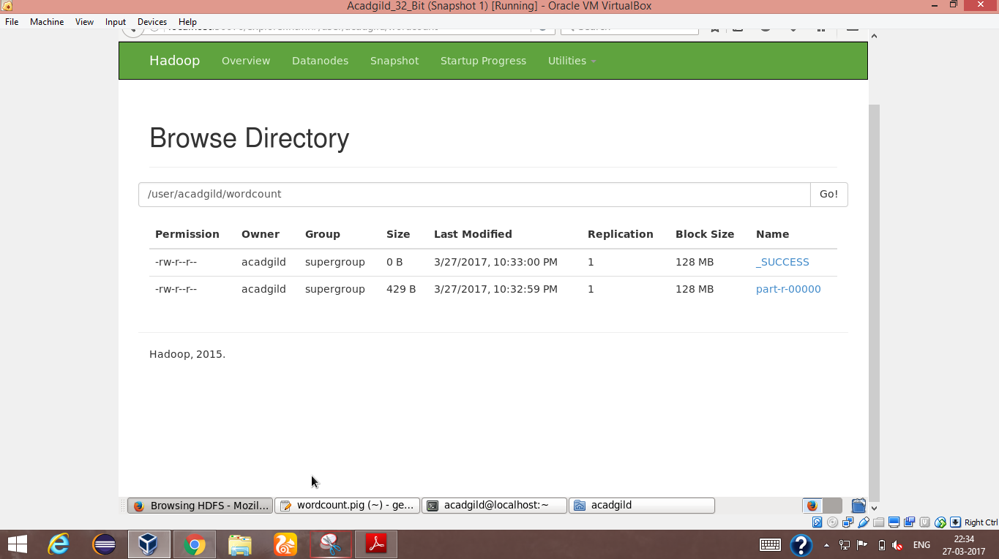 Acadgild_32_Bit (Snapshot 1) [Running] - Oracle VM VirtualBox
File Machine View Input Devices Help
Hadoop Overview Datanodes Snapshot Startup Progress Utilities
Browse Directory
/user/acadgild/wordcount Go!
Permission Owner Group Size Last Modified Replication Block Size Name
-rw-r--r-- acadgild supergroup 0 B 3/27/2017, 10:33:00 PM 1 128 MB _SUCCESS
-rw-r--r-- acadgild supergroup 429 B 3/27/2017, 10:32:59 PM 1 128 MB part-r-00000
Hadoop, 2015.
Browsing HDFS - Mozil... wordcount.pig (~) - ge... acadgild@localhost:~ acadgild
Right Ctrl
ENG 22:34
27-03-2017